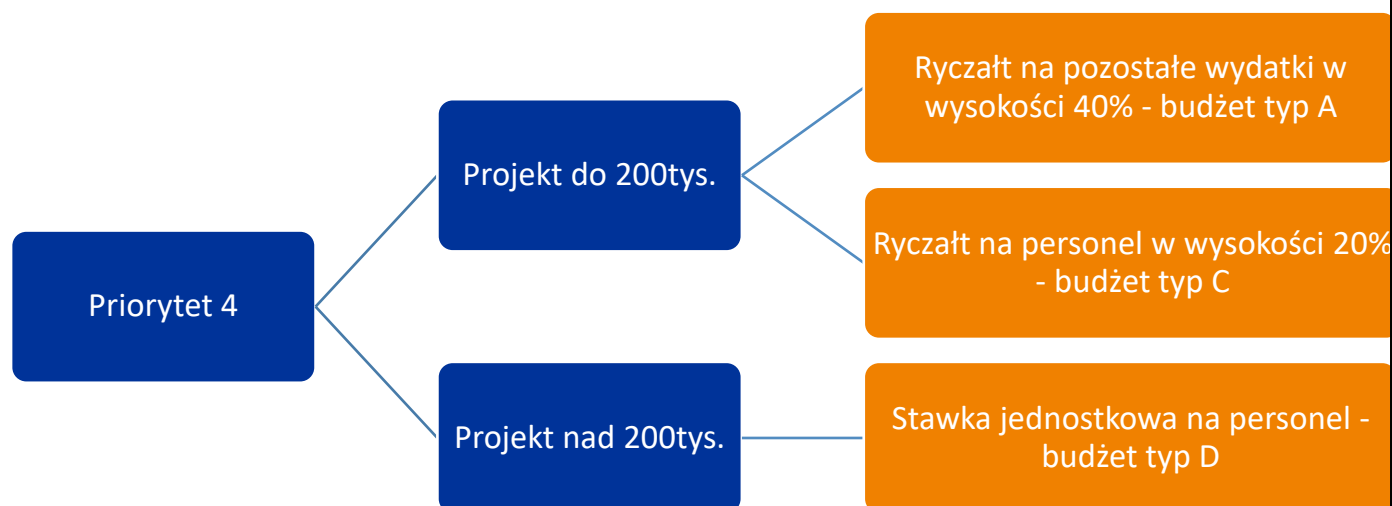 Priorytet 4
Projekt do 200tys.
Ryczałt na pozostałe wydatki w
wysokości 40% - budżet typ A
Ryczałt na personel w wysokości 20%
- budżet typ C
Projekt nad 200tys.
Stawka jednostkowa na personel -
budżet typ D